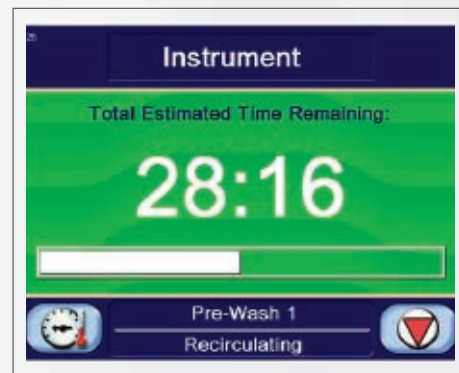 Instrument
Total Estimated Time Remaining:
28:16
Pre-Wash 1
Recirculating